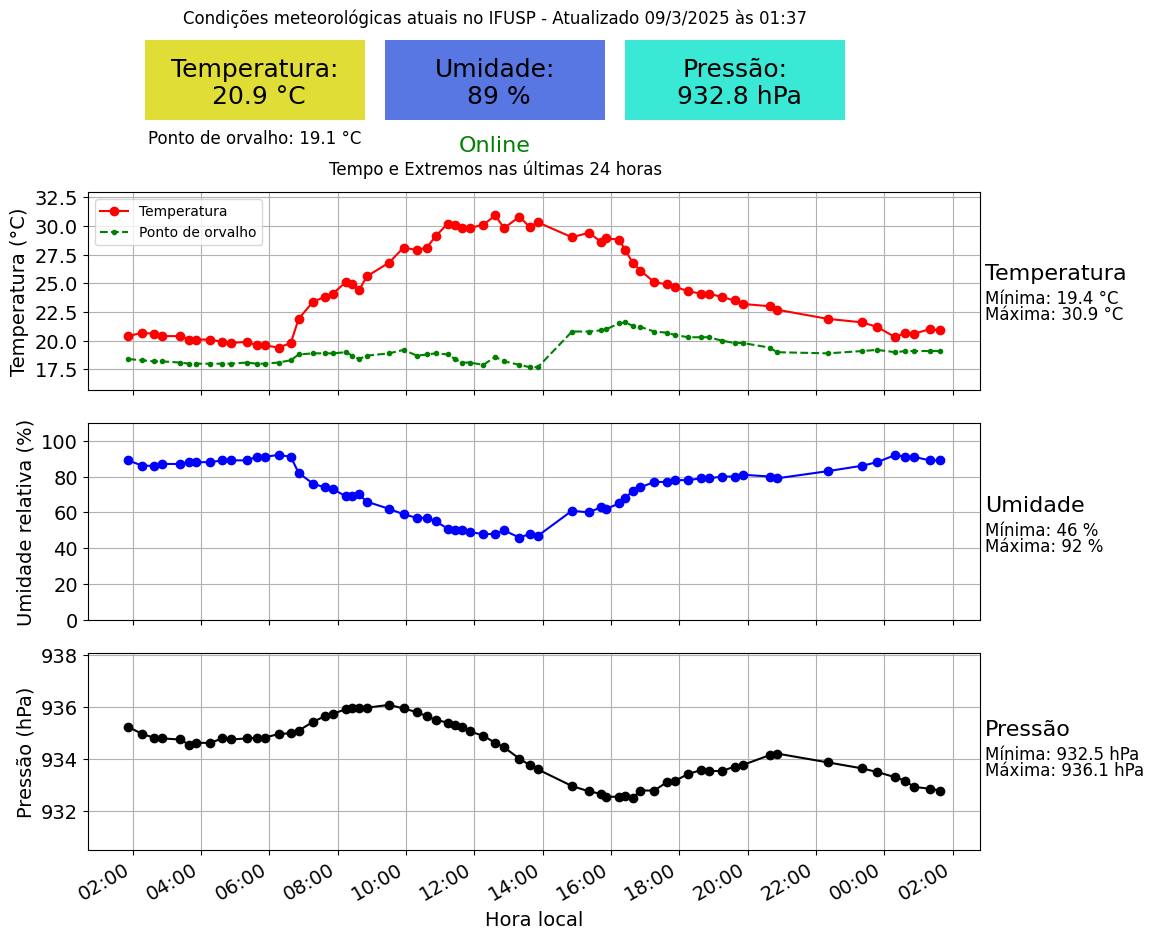 Condições meteorológicas atuais no IFUSP - Atualizado 09/3/2025 às 01:37
Temperatura:
20.9 °C
Umidade:
89 %
Pressão:
932.8 hPa
Ponto de orvalho: 19.1 °C
Online
Tempo e Extremos nas últimas 24 horas
Temperatura (°C)
32.5
30.0
27.5
25.0
22.5
20.0
17.5
Temperatura
Ponto de orvalho
Temperatura
Mínima: 19.4 °C
Máxima: 30.9 °C
Umidade relativa (%)
100
80
60
40
20
0
Umidade
Mínima: 46 %
Máxima: 92 %
Pressão (hPa)
938
936
934
932
Pressão
Mínima: 932.5 hPa
Máxima: 936.1 hPa
02:00 04:00 06:00 08:00 10:00 12:00 14:00 16:00 18:00 20:00 22:00 00:00 02:00
Hora local